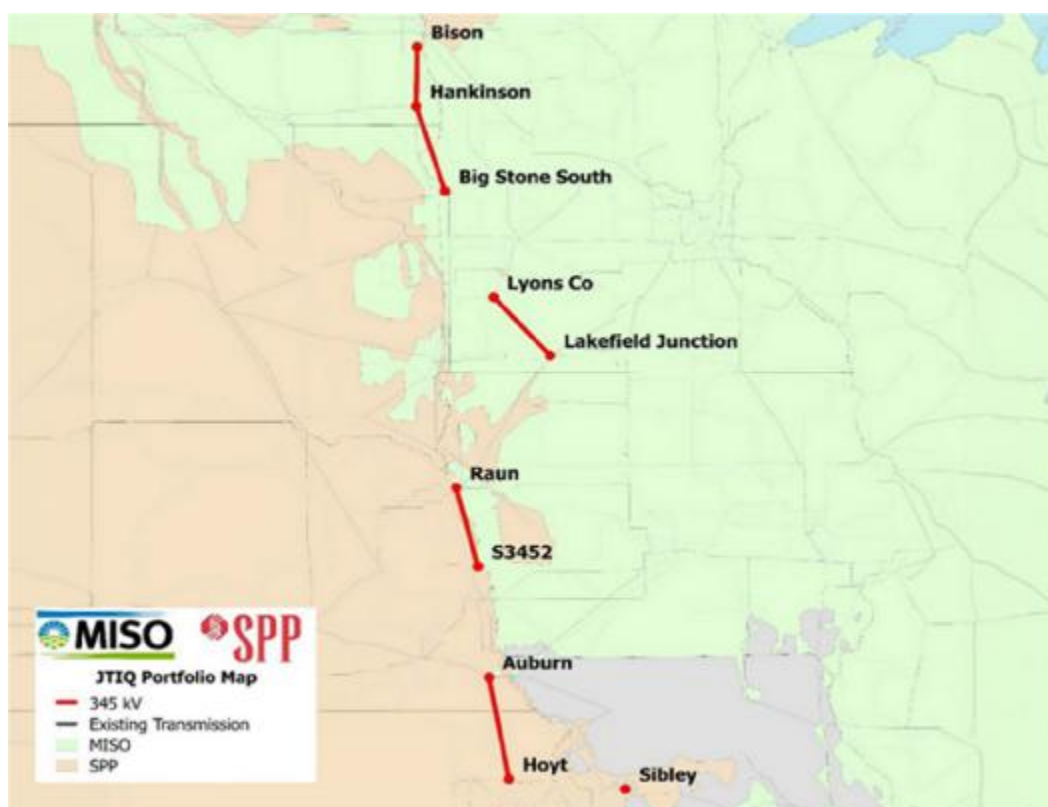 Bison
Hankinson
Big Stone South
Lyons Co
Lakefield Junction
Raun
S3452
Auburn
Hoyt
Sibley
MISO SPP
JTIQ Portfolio Map
345 kV
Existing Transmission
MISO
SPP